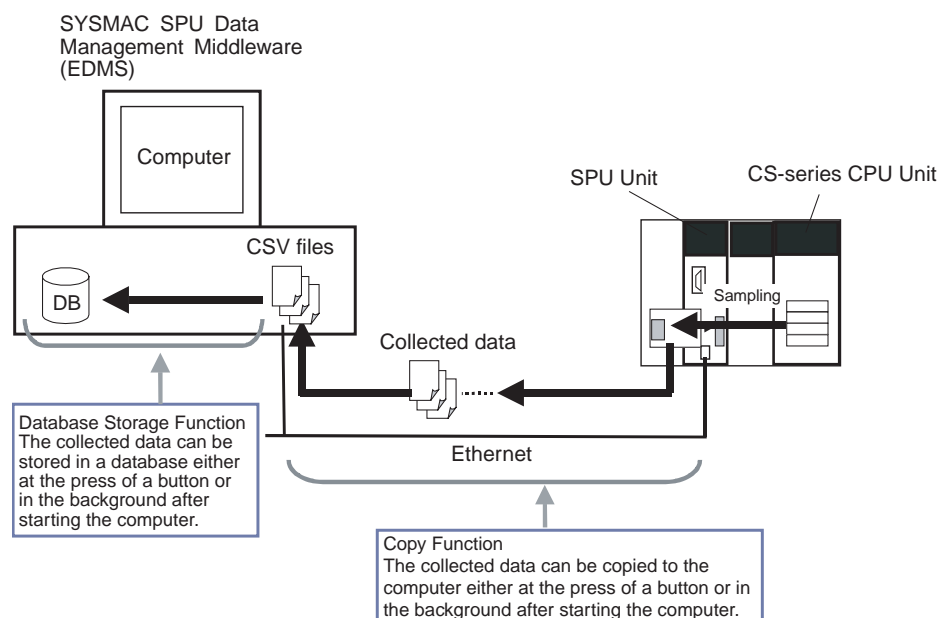 SYSMAC SPU Data
Management Middleware
(EDMS)
Computer
SPU Unit
CS-series CPU Unit
CSV files
DB
Sampling
Collected data
Database Storage Function
The collected data can be
stored in a database either
at the press of a button or
in the background after
starting the computer.
Ethernet
Copy Function
The collected data can be copied to the
computer either at the press of a button or in
the background after starting the computer.